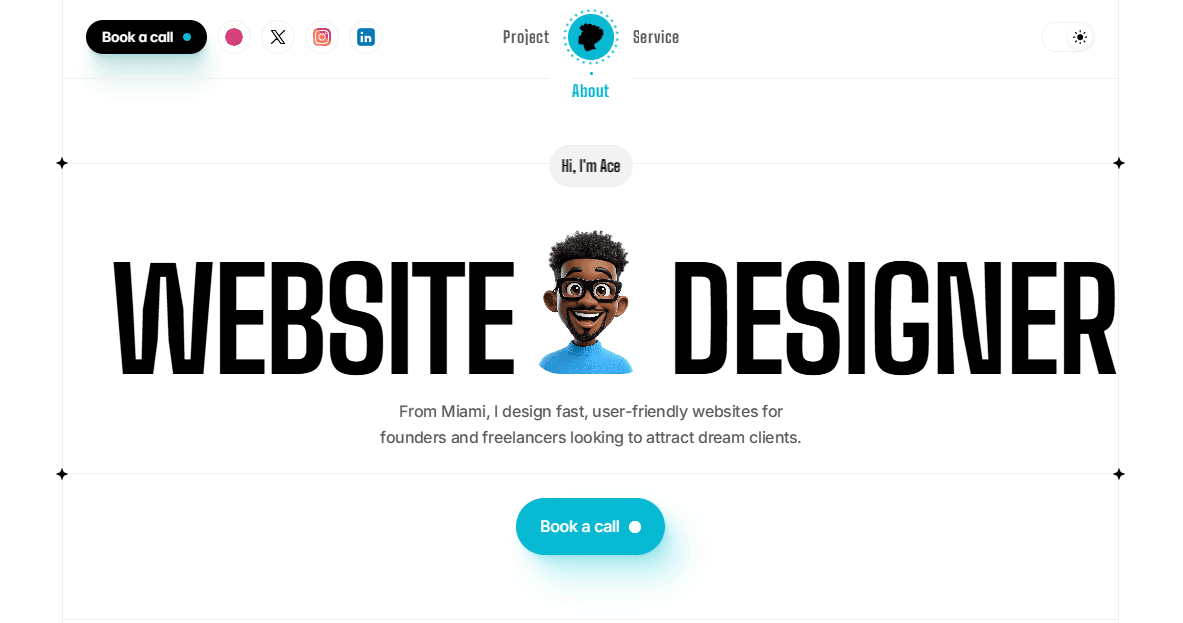 Book a call
Project
Service
About
Hi, I'm Ace
WEBSITE DESIGNER
From Miami, I design fast, user-friendly websites for
founders and freelancers looking to attract dream clients.
Book a call